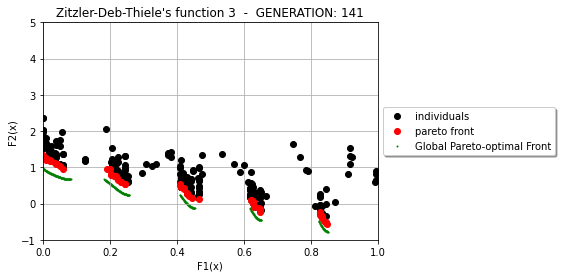 Zitzler-Deb-Thiele's function 3 - GENERATION: 141
5
4
3
2
1
0
-1
F2(x)
0.0 0.2 0.4 0.6 0.8 1.0
F1(x)
individuals
pareto front
Global Pareto-optimal Front